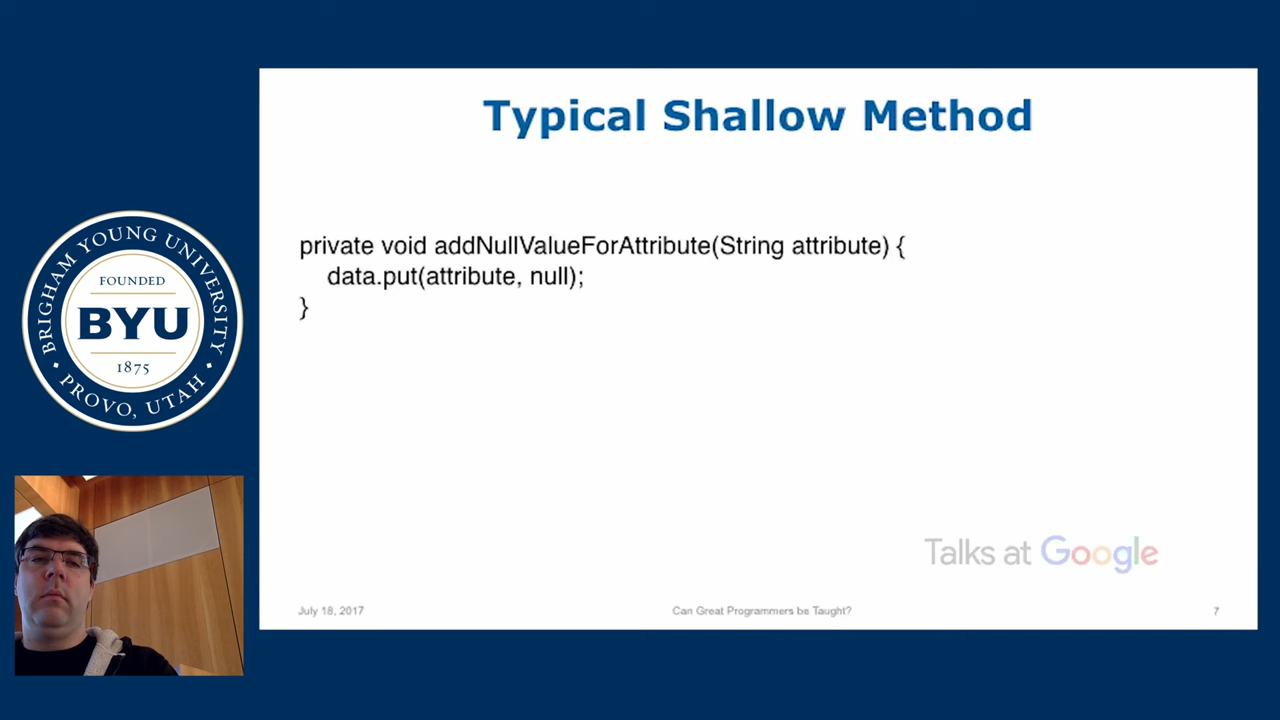 Typical Shallow Method
private void addNullValueForAttribute(String attribute) {
data.put(attribute, null);
}
BRIGHAM YOUNG UNIVERSITY
FOUNDED
BYU
1875
PROVO, UTAH
Talks at Google
July 18, 2017
Can Great Programmers be Taught?
7